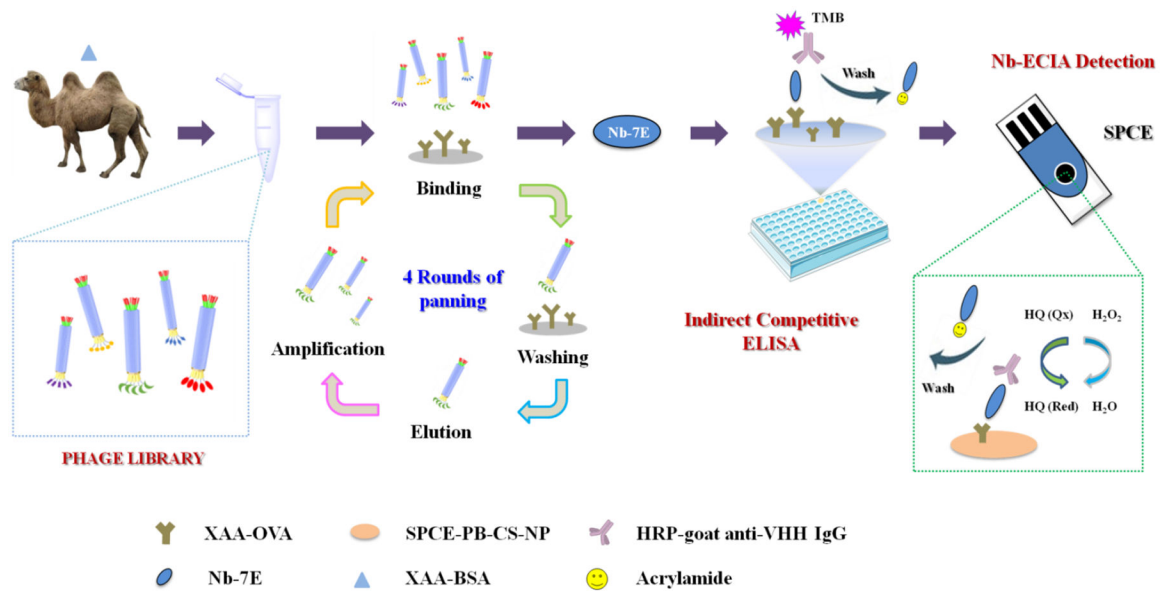 TMB
Wash
Nb-ECIA Detection
Nb-7E
SPCE
Binding
4 Rounds of
panning
Amplification
Washing
Elution
Indirect Competitive
ELISA
PHAGE LIBRARY
HQ (Qx)
H₂O₂
Wash
HQ (Red)
H₂O
XAA-OVA
SPCE-PB-CS-NP
HRP-goat anti-VHH IgG
Nb-7E
XAA-BSA
Acrylamide